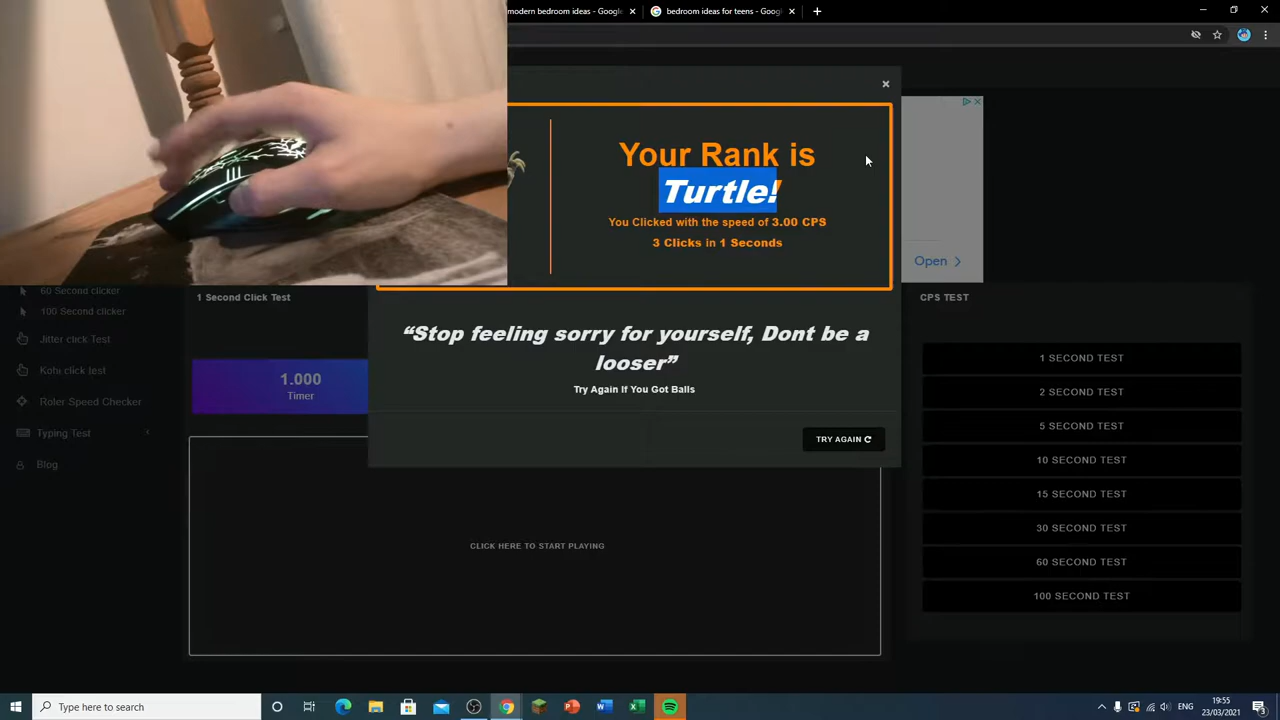 modern bedroom ideas - Google
bedroom ideas for teens - Googl
Your Rank is
Turtle!
You Clicked with the speed of 3.00 CPS
3 Clicks in 1 Seconds
Open
60 Second clicker
100 Second clicker
Jitter click Test
Kohi click test
Roler Speed Checker
Typing Test
Blog
1 Second Click Test
1.000
Timer
“Stop feeling sorry for yourself, Dont be a
looser”
Try Again If You Got Balls
TRY AGAIN
CLICK HERE TO START PLAYING
CPS TEST
1 SECOND TEST
2 SECOND TEST
5 SECOND TEST
10 SECOND TEST
15 SECOND TEST
30 SECOND TEST
60 SECOND TEST
100 SECOND TEST
Type here to search
ENG
19:55
23/03/2021